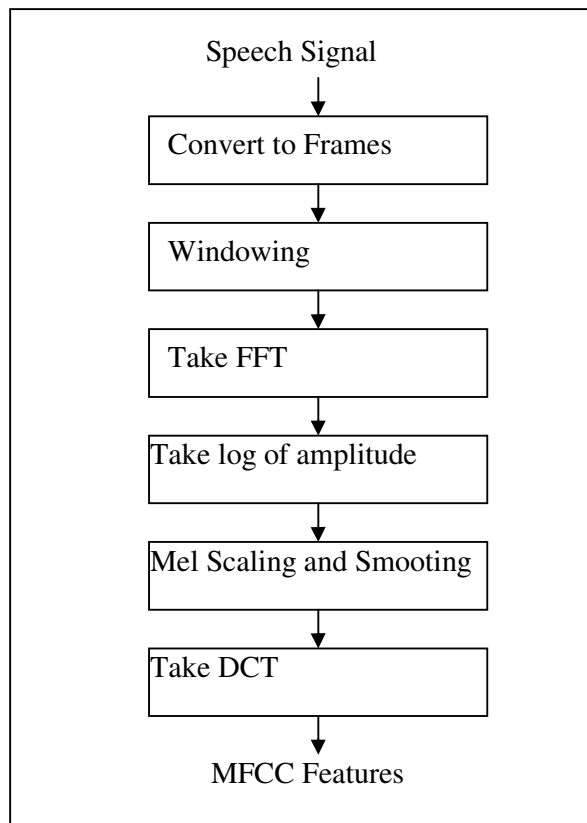 Speech Signal
Convert to Frames
Windowing
Take FFT
Take log of amplitude
Mel Scaling and Smooting
Take DCT
MFCC Features